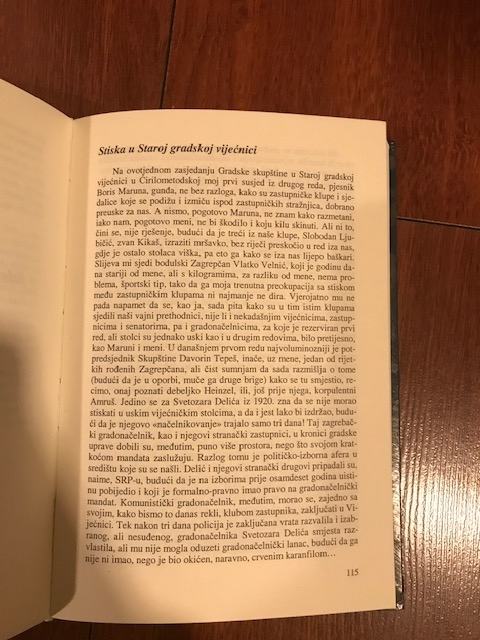 Stiska u Staroj gradskoj vijećnici
Na ovotjednom zasjedanju Gradske skupštine u Staroj gradskoj
vijećnici u Ćirilometodskoj moj prvi susjed iz drugog reda, pjesnik
Boris Maruna, gunđa, ne bez razloga, kako su zastupničke klupe i sje-
dalice koje se podižu i izmiču ispod zastupničkih stražnjica, dobrano
preuske za nas. A nismo, pogotovo Maruna, ne znam kako razmetani,
iako nam, pogotovo meni, ne bi škodilo i koju kilu skinuti. Ali ni to,
čini se, nije rješenje, budući da je treći iz naše klupe, Slobodan Lju-
bičić, zvan Kikaš, izraziti mršavko, bez riječi preskočio u red iza nas,
gdje je ostalo stolaca viška, pa eto ga kako se iza nas lijepo baškari.
Slijeva mi sjedi bodulski Zagrepčan Vlatko Velnić, koji je godinu da-
na stariji od mene, ali s kilogramima, za razliku od mene, nema pro-
blema, športski tip, tako da ga moja trenutna preokupacija sa stiskom
među zastupničkim klupama ni najmanje ne dira. Vjerojatno mu ne
pada napamet da se, kao ja, sada pita kako su u tim istim klupama
sjedili naši vajni prethodnici, nije li i nekadašnjim vijećnicima, zastup-
nicima i senatorima, pa i gradonačelnicima, za koje je rezerviran prvi
red, ali stolci su jednako uski kao i u drugim redovima, bilo pretijesno,
kao Maruni i meni. U današnjem prvom redu najvoluminozniji je pot-
predsjednik Skupštine Davorin Tepeš, inače, uz mene, jedan od rijet-
kih rođenih Zagrepčana, ali čist sumnjam da sada razmišlja o tome
(budući da je u oporbi, muče ga druge brige) kako se tu smjestio, reci-
mo, onaj poznati debeljko Heinzel, ili, još prije njega, korpulentni
Amruš. Jedino se za Svetozara Delića iz 1920. zna da se nije morao
stiskati u uskim vijećničkim stolcima, a da i jest lako bi izdržao, budu-
ći da je njegovo »načelnikovanje« trajalo samo tri dana! Taj zagrebač-
ki gradonačelnik, kao i njegovi stranački zastupnici, u kronici gradske
uprave dobili su, međutim, puno više prostora, nego što svojom krat-
koćom mandata zaslužuju. Razlog tomu je političko-izborna afera u
središtu koje su se našli. Delić i njegovi stranački drugovi pripadali su,
naime, SRP-u, budući da je na izborima prije osamdeset godina uisti-
nu pobijedio i koji je formalno-pravno imao pravo na gradonačelnički
mandat. Komunistički gradonačelnik, međutim, morao se, zajedno sa
svojim, kako bismo to danas rekli, klubom zastupnika, zaključati u Vi-
jećnici. Tek nakon tri dana policija je zaključana vrata razvalila i izab-
ranog, ali nesuđenog, gradonačelnika Svetozara Delića smjesta raz-
vlastila, ali mu nije mogla oduzeti gradonačelnički lanac, budući da ga
nije ni imao, nego je bio okićen, naravno, crvenim karanfilom...
115